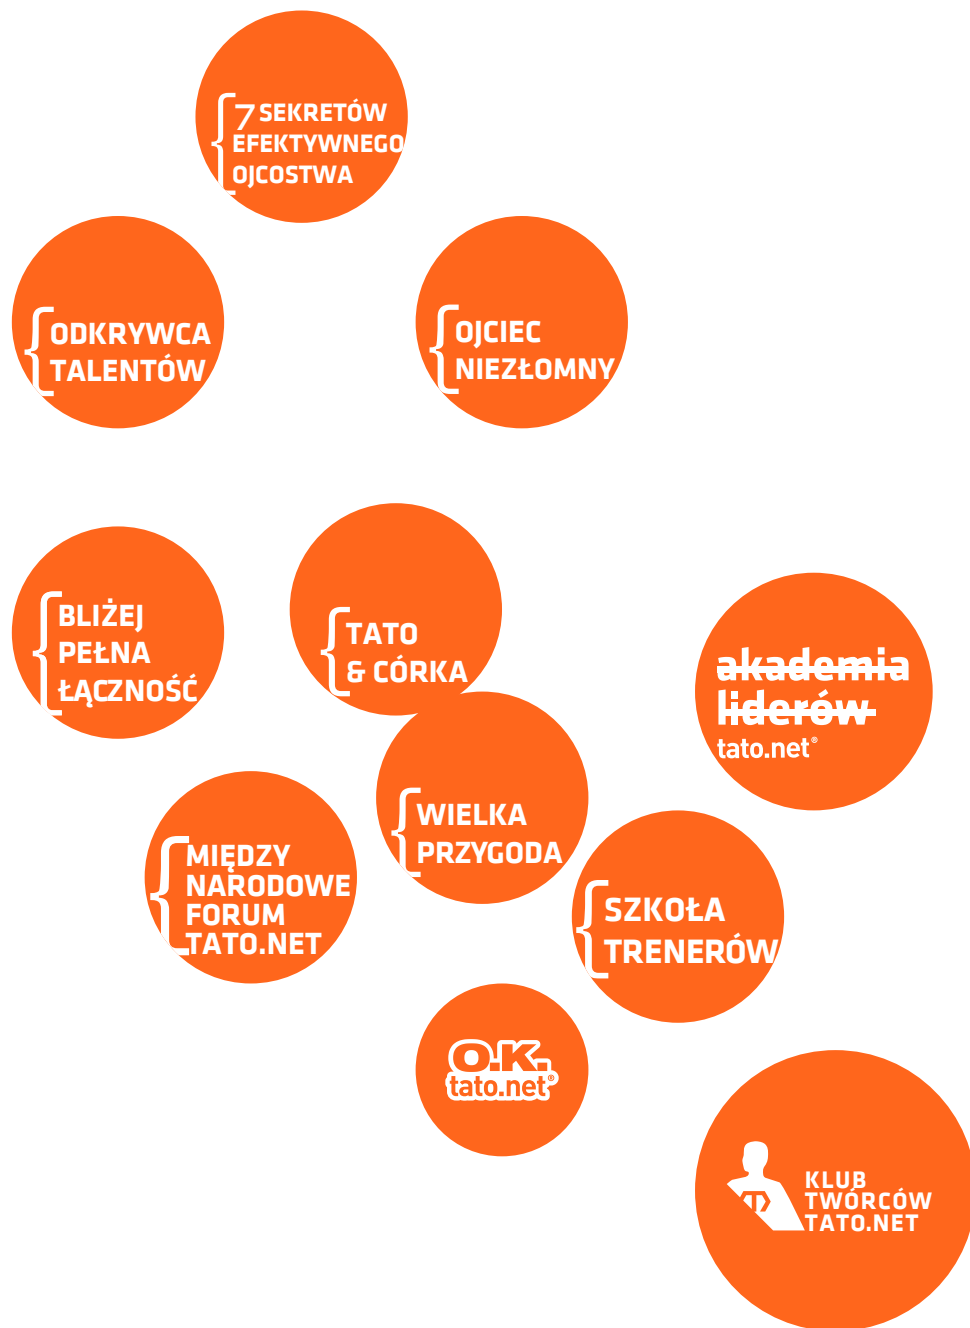 7 SEKRETÓW
EFEKTYWNEGO
OJCOSTWA
ODKRYWCA
TALENTÓW
OJCIEC
NIEZŁOMNY
BLIŻEJ
PEŁNA
ŁĄCZNOŚĆ
TATO
& CÓRKA
akademia
liderów
tato.net®
WIELKA
PRZYGODA
MIĘDZY
NARODOWE
FORUM
TATO.NET
SZKOŁA
TRENERÓW
O.K.
tato.net®
KLUB
TWÓRCÓW
TATO.NET